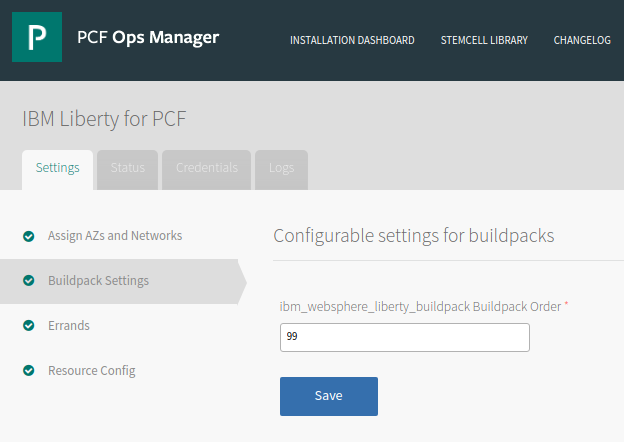 P PCF Ops Manager INSTALLATION DASHBOARD STEMCELL LIBRARY CHANGELOG
IBM Liberty for PCF
Settings Status Credentials Logs
Assign AZs and Networks
Buildpack Settings
Errands
Resource Config
Configurable settings for buildpacks
ibm_websphere_liberty_buildpack Buildpack Order *
99
Save